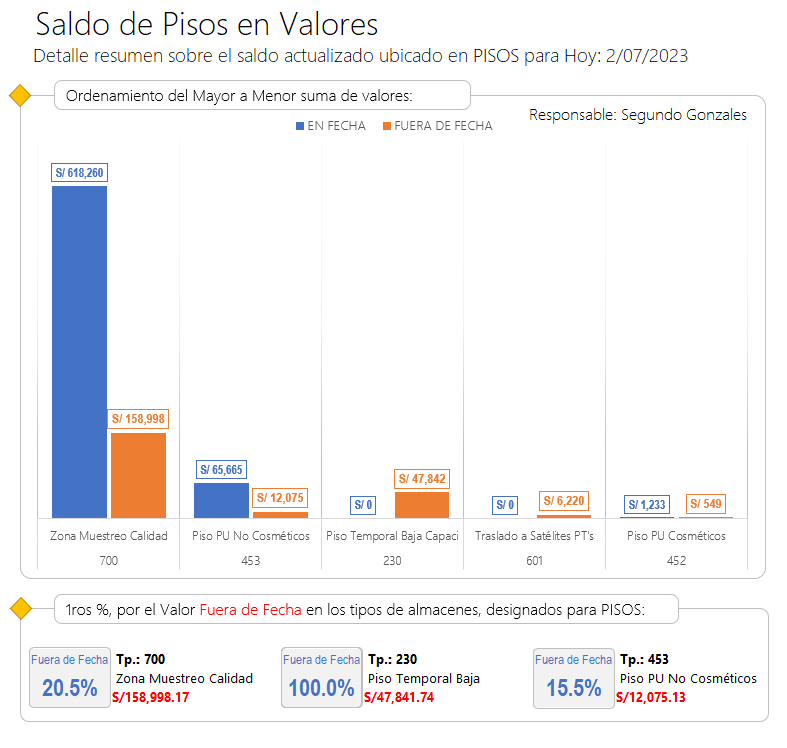 Saldo de Pisos en Valores
Detalle resumen sobre el saldo actualizado ubicado en PISOS para Hoy: 2/07/2023
Ordenamiento del Mayor a Menor suma de valores:
Responsable: Segundo Gonzales
EN FECHA FUERA DE FECHA
S/ 618,260
S/ 158,998
S/ 65,665
S/ 12,075
S/ 0
S/ 47,842
S/ 0
S/ 6,220
S/ 1,233
S/ 549
Zona Muestreo Calidad Piso PU No Cosméticos Piso Temporal Baja Capaci Traslado a Satélites PT's Piso PU Cosméticos
700 453 230 601 452
1ros %, por el Valor Fuera de Fecha en los tipos de almacenes, designados para PISOS:
Fuera de Fecha
20.5%
Tp.: 700
Zona Muestreo Calidad
S/158,998.17
Fuera de Fecha
100.0%
Tp.: 230
Piso Temporal Baja
S/47,841.74
Fuera de Fecha
15.5%
Tp.: 453
Piso PU No Cosméticos
S/12,075.13